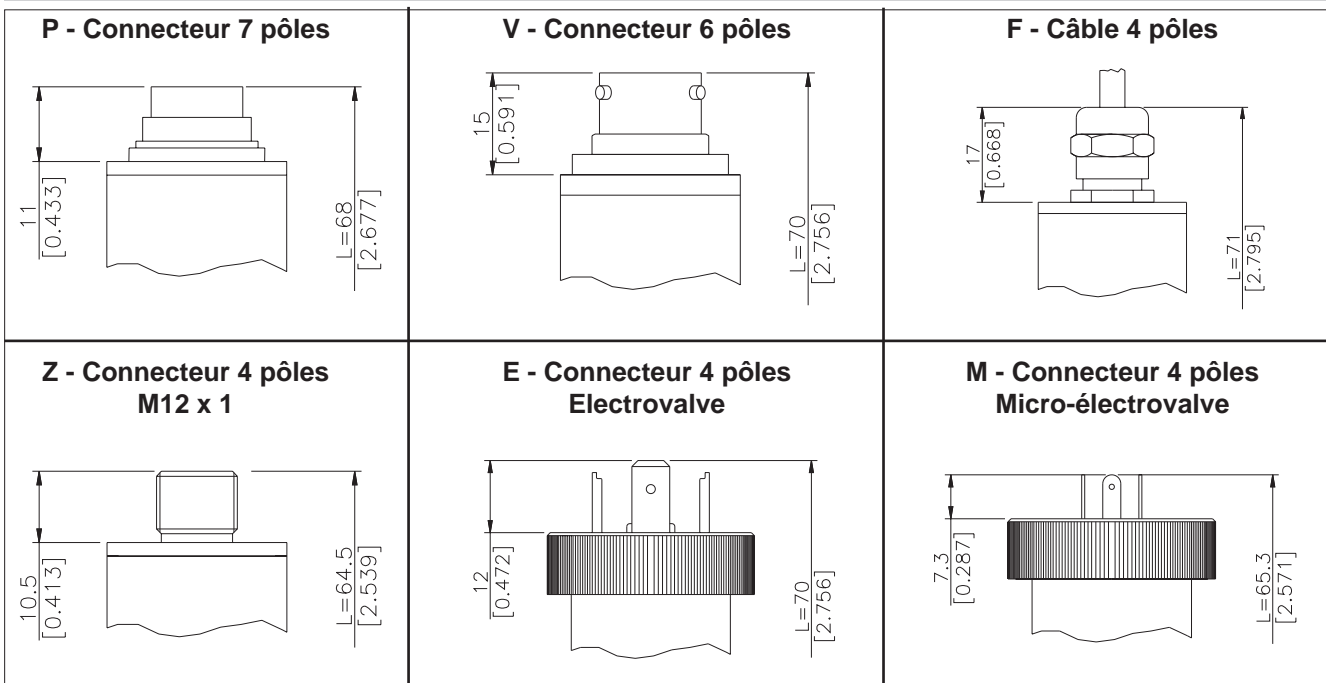 P - Connecteur 7 pôles
11
[0.433]
L=68
[2.677]
V - Connecteur 6 pôles
15
[0.591]
L=70
[2.756]
F - Câble 4 pôles
17
[0.668]
L=71
[2.795]
Z - Connecteur 4 pôles
M12 x 1
10.5
[0.413]
L=64.5
[2.539]
E - Connecteur 4 pôles
Electrovalve
12
[0.472]
L=70
[2.756]
M - Connecteur 4 pôles
Micro-électrovalve
7.3
[0.287]
L=65.3
[2.571]